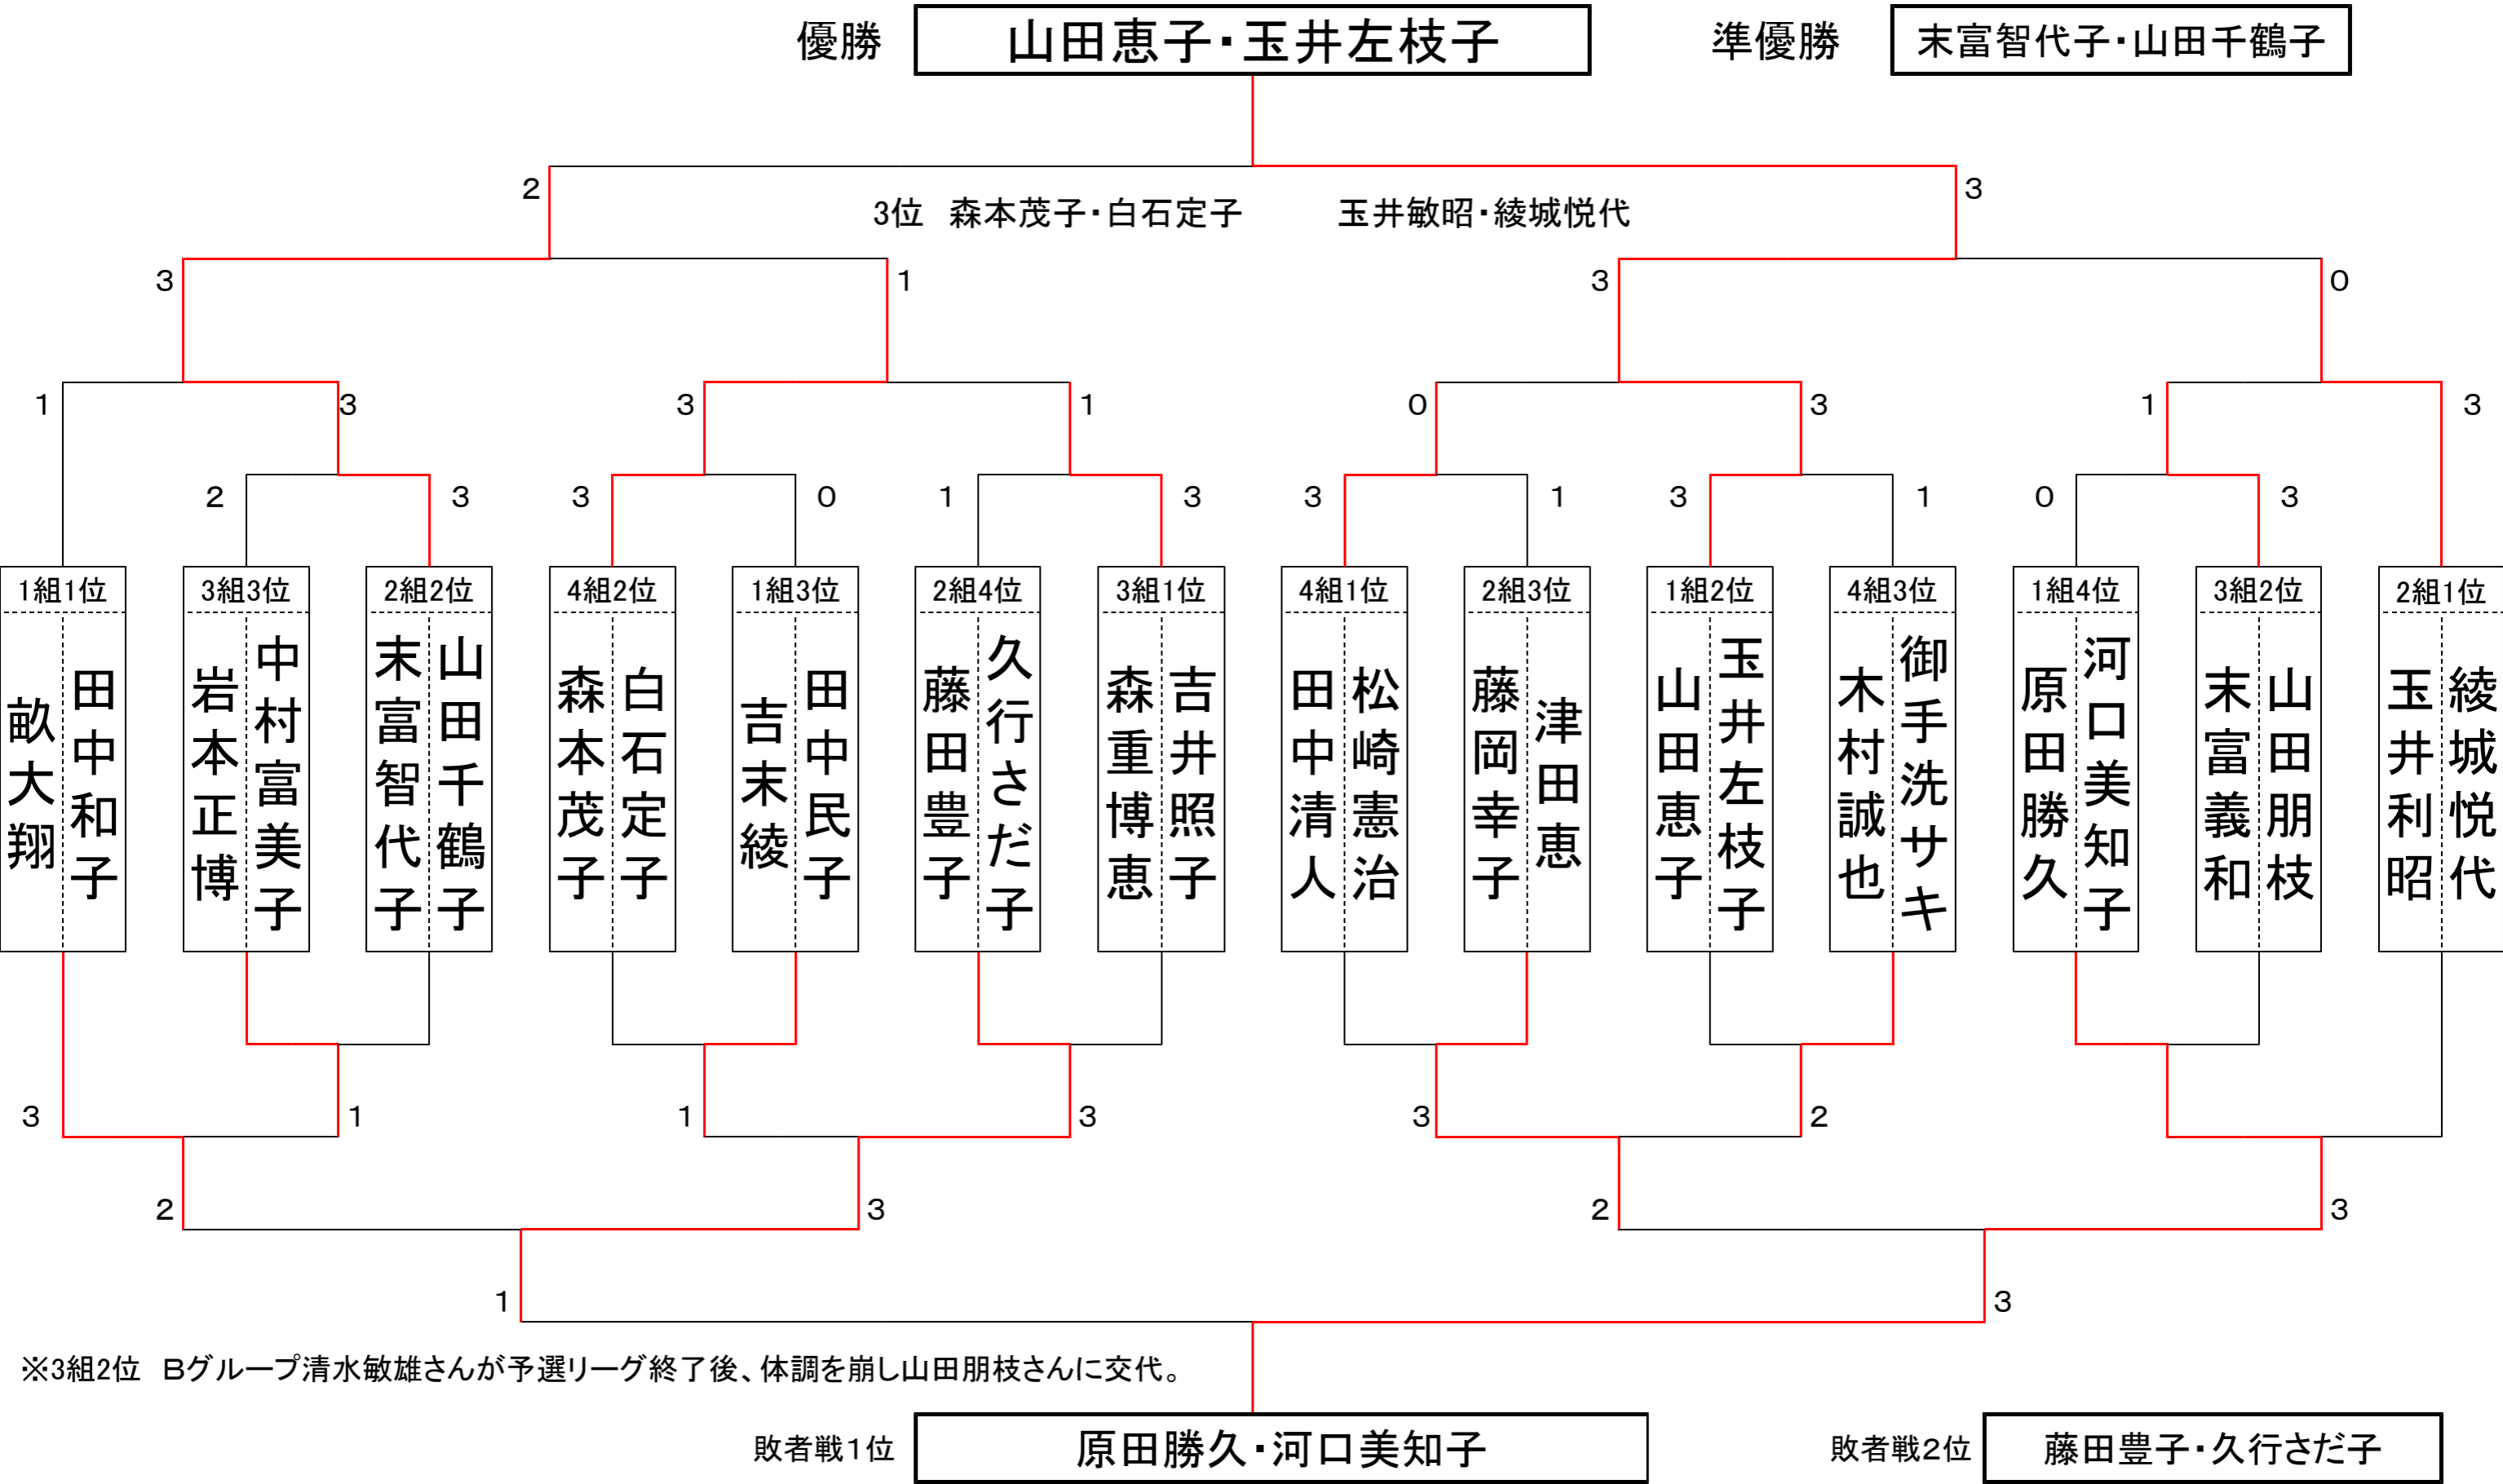 優勝 山田恵子・玉井左枝子 準優勝 末富智代子・山田千鶴子
2 3
3位 森本茂子・白石定子 玉井敏昭・綾城悦代
3 1 3 0
1 3 3 1 0 3 1 3
2 3 3 0 1 3 3 1 3 1 0 3
1組1位 3組3位 2組2位 4組2位 1組3位 2組4位 3組1位 4組1位 2組3位 1組2位 4組3位 1組4位 3組2位 2組1位
畝大翔 田中和子
岩本正博 中村富美子
末富智代子 山田千鶴子
森本茂子 白石定子
吉末綾 田中民子
藤田豊子 久行さだ子
森重博恵 吉井照子
田中清人 松崎憲治
藤岡幸子 津田恵
山田恵子 玉井左枝子
木村誠也 御手洗サキ
原田勝久 河口美知子
末富義和 山田朋枝
玉井利昭 綾城悦代
3 1 1 3 3 2
2 3 2 3
1 3
※3組2位 Bグループ清水敏雄さんが予選リーグ終了後、体調を崩し山田朋枝さんに交代。
敗者戦1位 原田勝久・河口美知子 敗者戦2位 藤田豊子・久行さだ子